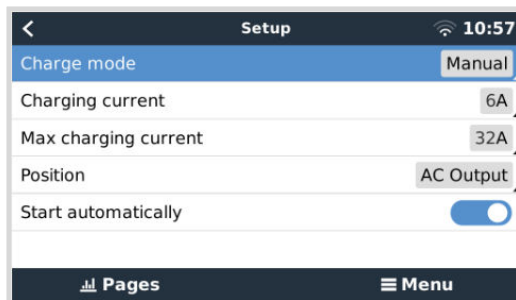 Setup 10:57
Charge mode Manual
Charging current 6A
Max charging current 32A
Position AC Output
Start automatically
Pages Menu